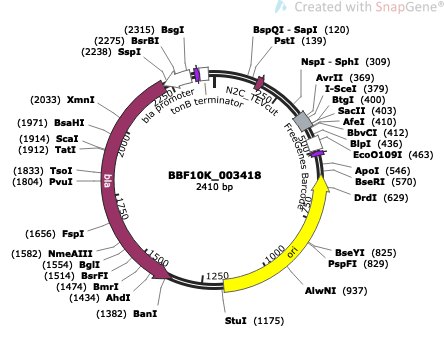 Created with SnapGene®
(2315) BsgI
(2275) BsrBI
(2238) SspI
BspQI - SapI (120)
PstI (139)
NspI - SphI (309)
AvrII (369)
I-SceI (379)
BtgI (400)
SacII (403)
AfeI (410)
BbvCI (412)
BlpI (436)
EcoO109I (463)
ApoI (546)
BseRI (570)
DrdI (629)
BseYI (825)
PspFI (829)
AlwNI (937)
StuI (1175)
(1382) BanI
(1434) AhdI
(1474) BmrI
(1514) BsrFI
(1554) BglI
(1582) NmeAIII
(1656) FspI
(1804) PvuI
(1833) TsoI
(1912) TatI
(1914) ScaI
(1971) BsaHI
(2033) XmnI
bla promoter
tonB terminator
N2C_TEVcut
FreeGenes Barcode
bla
ori
250
500
750
1000
1250
1500
1750
2000
2250
BBF10K_003418
2410 bp